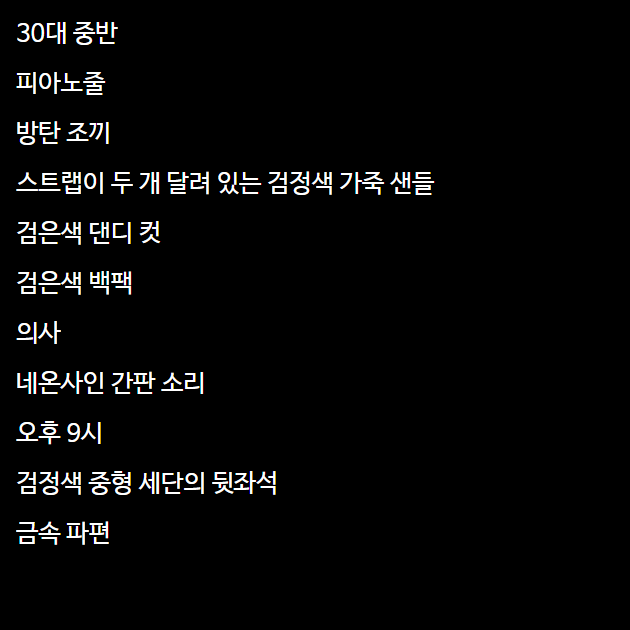 30대 중반
피아노줄
방탄 조끼
스트랩이 두 개 달려 있는 검정색 가죽 샌들
검은색 댄디 컷
검은색 백팩
의사
네온사인 간판 소리
오후 9시
검정색 중형 세단의 뒷좌석
금속 파편